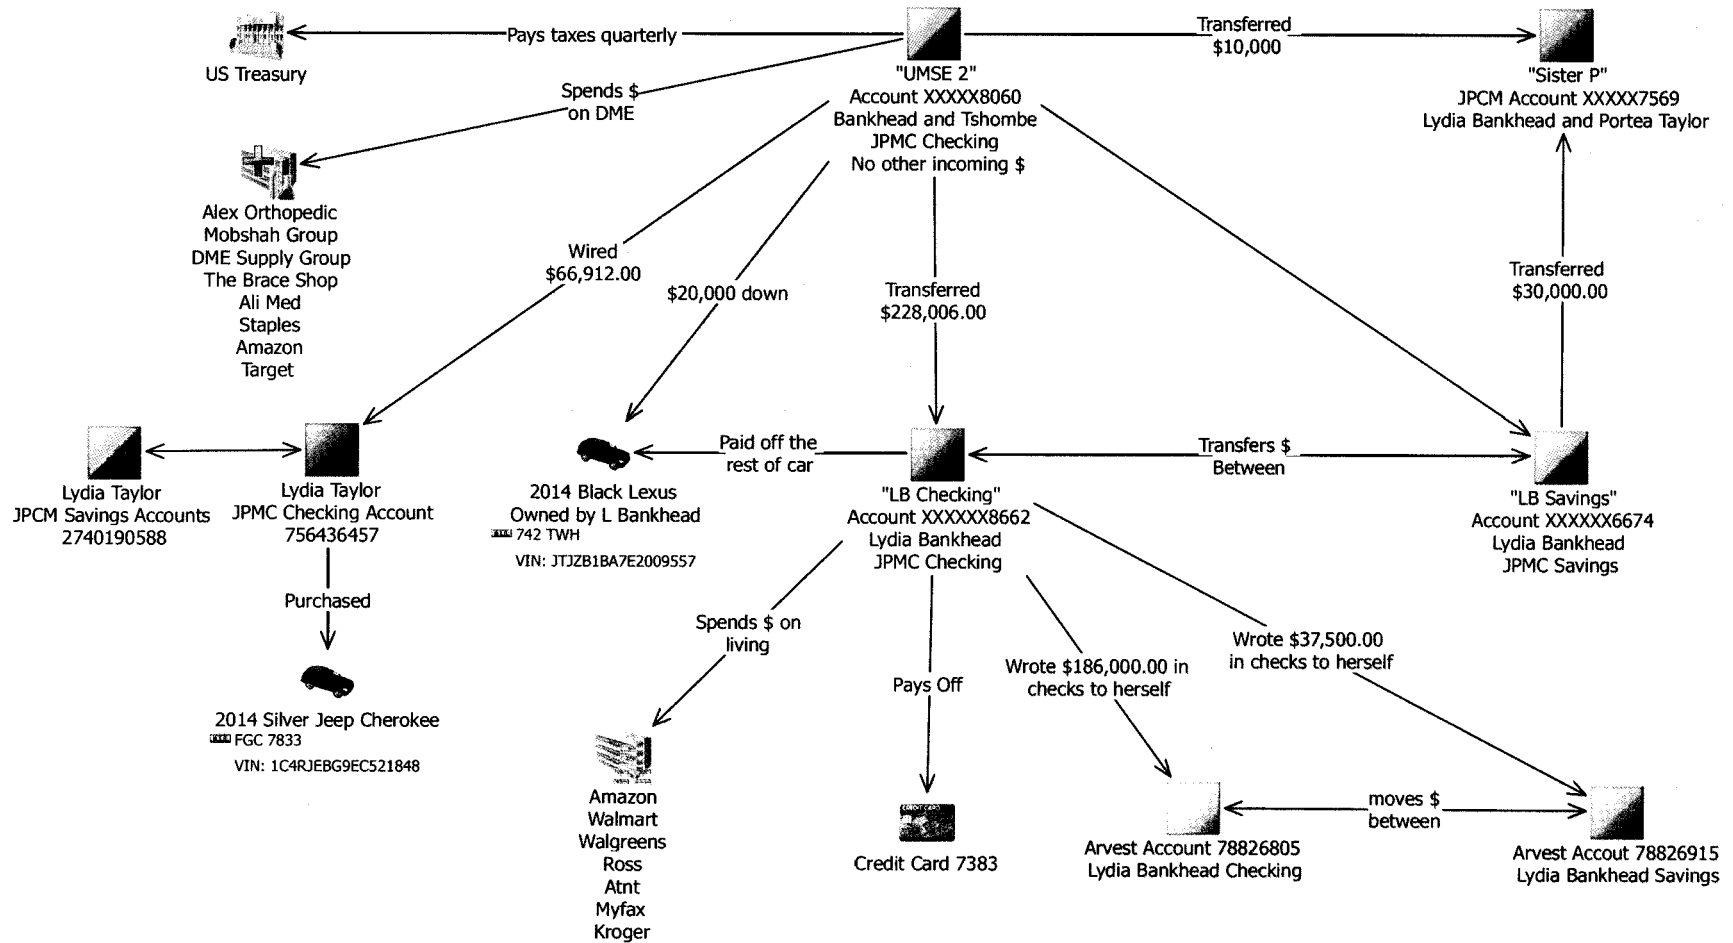 Pays taxes quarterly
Transferred
$10,000
US Treasury
"UMSE 2"
Account XXXXX8060
Bankhead and Tshombe
JPMC Checking
No other incoming $
"Sister P"
JPCM Account XXXXX7569
Lydia Bankhead and Portea Taylor
Spends $
on DME
Alex Orthopedic
Mobshah Group
DME Supply Group
The Brace Shop
Ali Med
Staples
Amazon
Target
Wired
$66,912.00
$20,000 down
Transferred
$228,006.00
Transferred
$30,000.00
Lydia Taylor
JPCM Savings Accounts
2740190588
Lydia Taylor
JPMC Checking Account
756436457
Paid off the
rest of car
2014 Black Lexus
Owned by L Bankhead
742 TWH
VIN: JTJZB1BA7E2009557
"LB Checking"
Account XXXXXX8662
Lydia Bankhead
JPMC Checking
Transfers $
Between
"LB Savings"
Account XXXXXX6674
Lydia Bankhead
JPMC Savings
Purchased
2014 Silver Jeep Cherokee
FGC 7833
VIN: 1C4RJEBG9EC521848
Spends $ on
living
Pays Off
Wrote $186,000.00 in
checks to herself
Wrote $37,500.00
in checks to herself
Amazon
Walmart
Walgreens
Ross
Atnt
Myfax
Kroger
CREDIT CARD
Credit Card 7383
Arvest Account 78826805
Lydia Bankhead Checking
moves $
between
Arvest Accout 78826915
Lydia Bankhead Savings